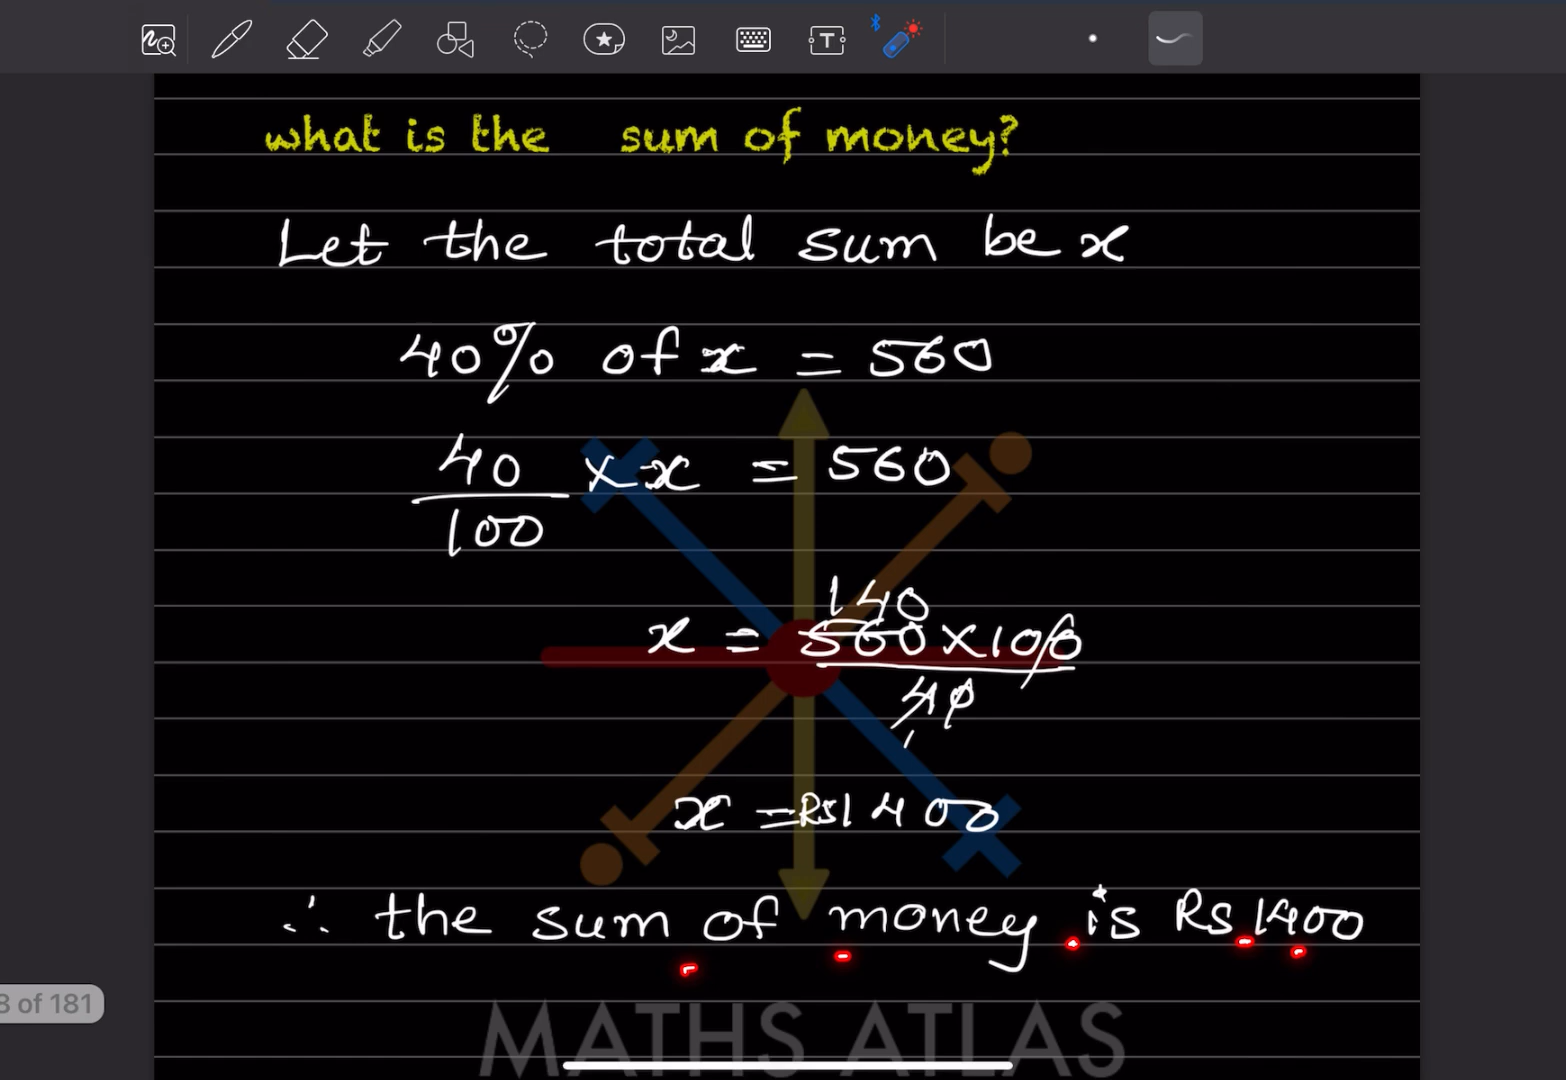 what is the sum of money?
Let the total sum be x
40% of x = 560
40/100 × x = 560
140
x = 560 × 100
40
1
x = Rs 1400
∴ the sum of money is Rs 1400
8 of 181
MATHS ATLAS